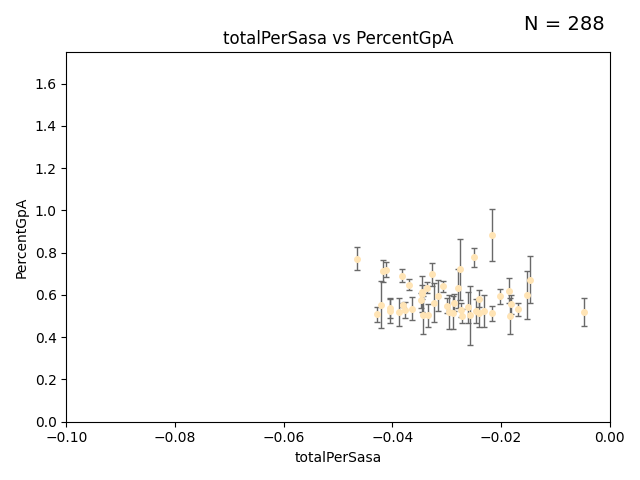 N = 288
totalPerSasa vs PercentGpA
PercentGpA
1.6
1.4
1.2
1.0
0.8
0.6
0.4
0.2
0.0
−0.10 −0.08 −0.06 −0.04 −0.02 0.00
totalPerSasa